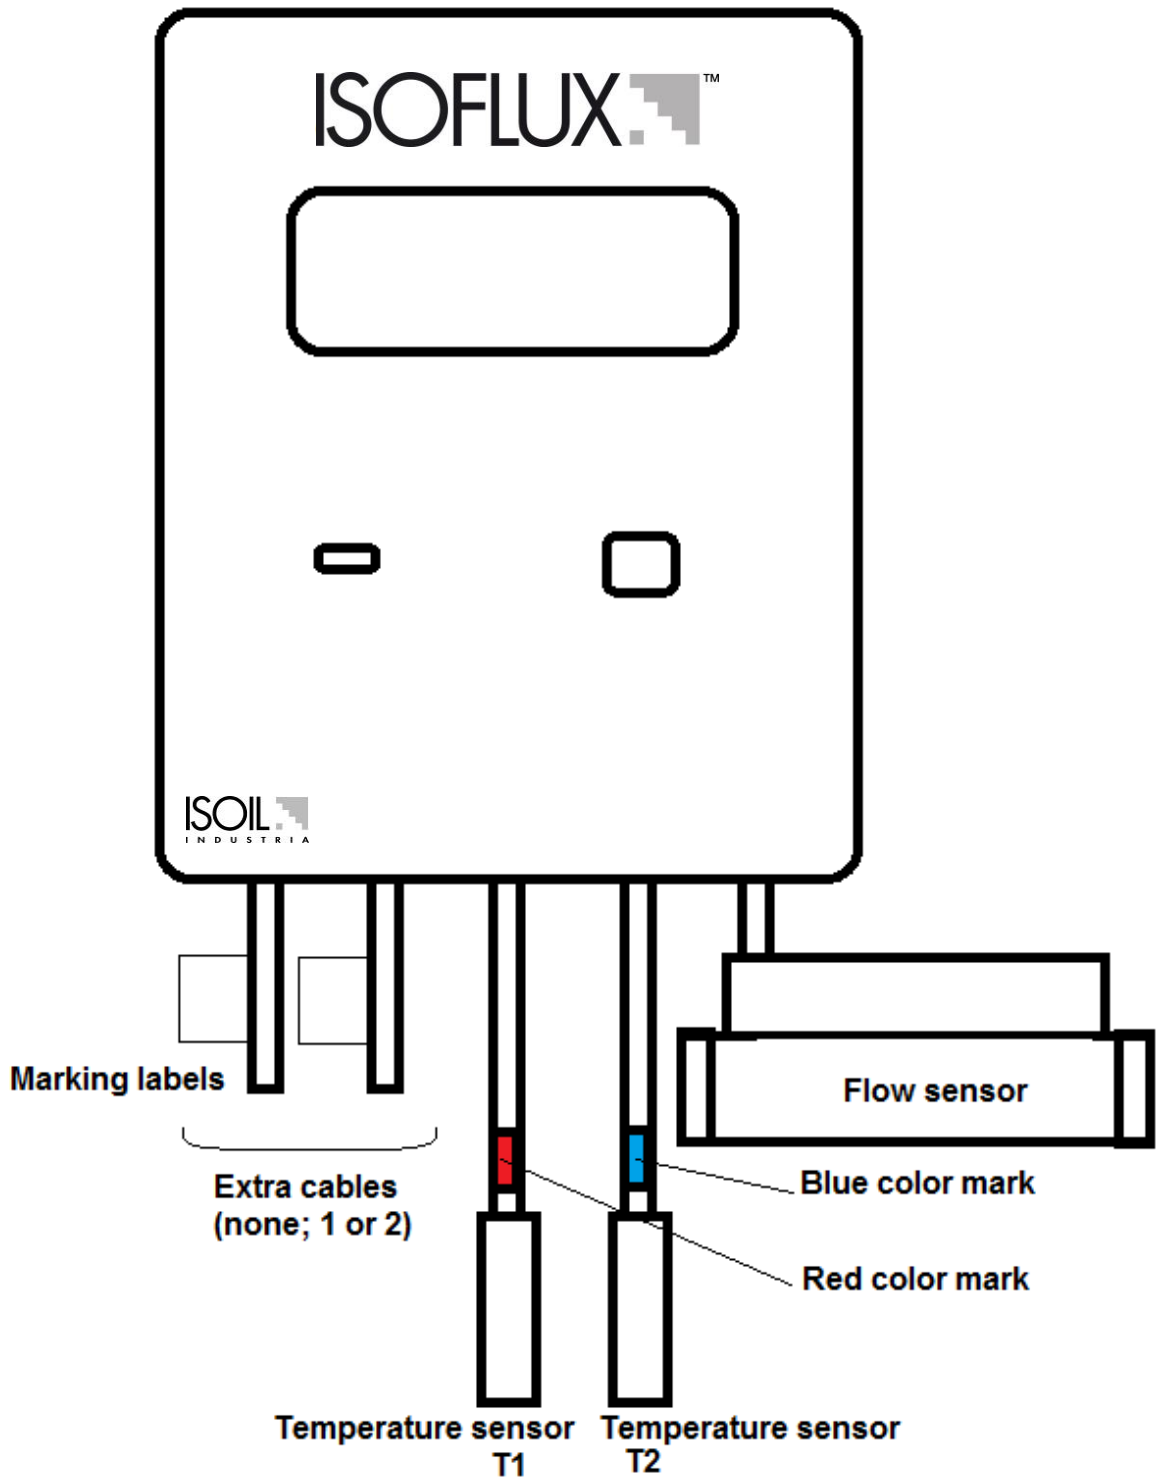 ISOFLUX™
ISOIL
INDUSTRIA
Marking labels
Flow sensor
Extra cables
(none; 1 or 2)
Blue color mark
Red color mark
Temperature sensor
T1
Temperature sensor
T2